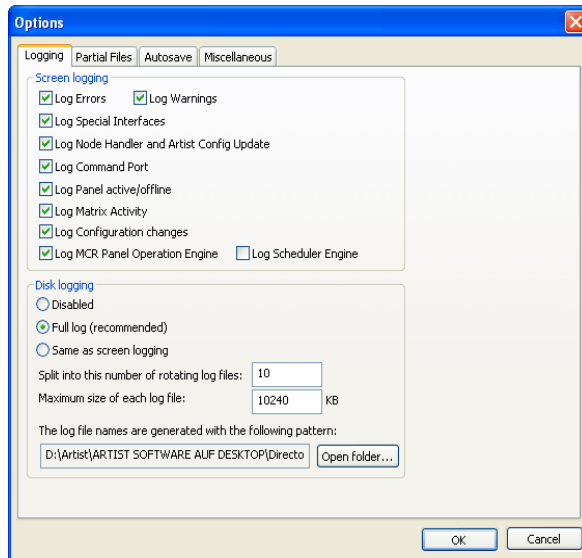 Options
Logging Partial Files Autosave Miscellaneous
Screen logging
Log Errors Log Warnings
Log Special Interfaces
Log Node Handler and Artist Config Update
Log Command Port
Log Panel active/offline
Log Matrix Activity
Log Configuration changes
Log MCR Panel Operation Engine Log Scheduler Engine
Disk logging
Disabled
Full log (recommended)
Same as screen logging
Split into this number of rotating log files: 10
Maximum size of each log file: 10240 KB
The log file names are generated with the following pattern:
D:\Artist\ARTIST SOFTWARE AUF DESKTOP\Directo Open folder...
OK Cancel